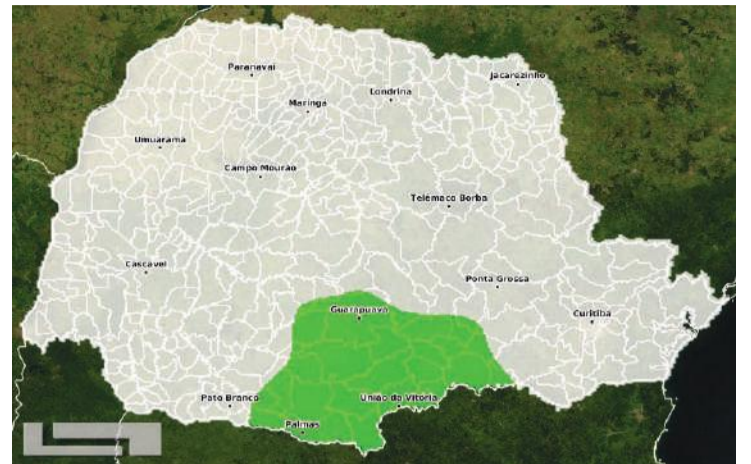 Paranavaí
Jacarezinho
Londrina
Maringa
Umuarama
Campo Mourão
Telêmaco Borba
Cascavel
Ponta Grossa
Guarapuava
Curitiba
Pato Branco
União da Vitória
Palmas